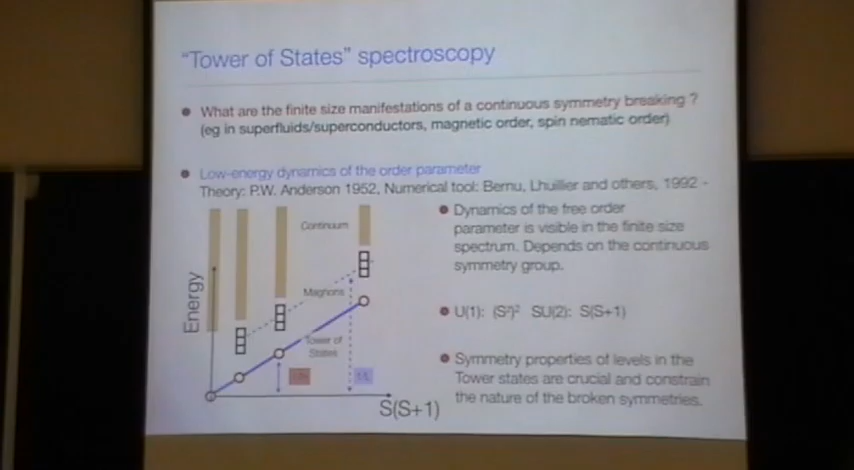 "Tower of States" spectroscopy
What are the finite size manifestations of a continuous symmetry breaking ?
(eg in superfluids/superconductors, magnetic order, spin nematic order)
Low-energy dynamics of the order parameter
Theory: P.W. Anderson 1952, Numerical tool: Bernu, Lhuillier and others, 1992 -
Continuum
Magnons
Tower of
States
Energy
S(S+1)
Dynamics of the free order
parameter is visible in the finite size
spectrum. Depends on the continuous
symmetry group.
U(1): (Sᶻ)² SU(2): S(S+1)
Symmetry properties of levels in the
Tower states are crucial and constrain
the nature of the broken symmetries.